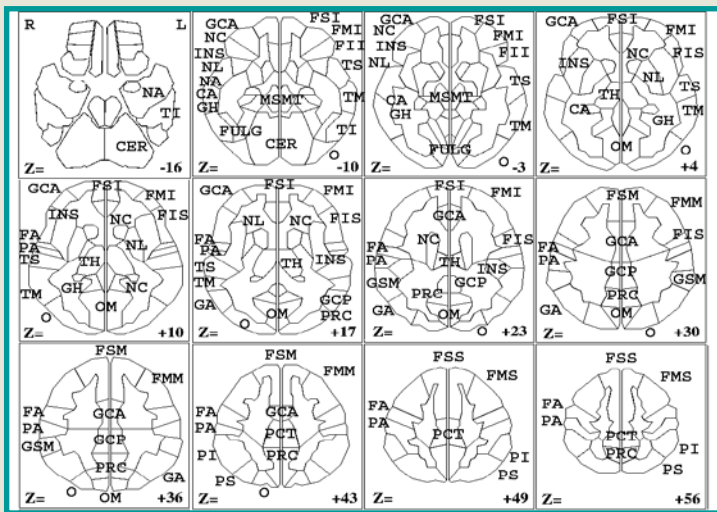 R L
NA
TI
CER
Z= -16
GCA FSI
NC FMI
INS FII
NL TS
NA
CA MSMT TM
GH
FULG TI
CER O
Z= -10
GCA FSI
NC FMI
INS FII
NL TS
CA MSMT
GH TM
FULG O
Z= -3
GCA FSI FMI
INS NC FIS
NL
TH TS
CA GH TM
OM O
Z= +4
GCA FSI FMI
INS NC FIS
FA
PA NL
TS TH
TM GH NC
O OM
Z= +10
GCA FSI FMI
NL NC FIS
FA
PA
TS TH INS
TM
GA GCP
O OM PRC
Z= +17
FSI FMI
GCA
NC FIS
FA
PA TH INS
GSM PRC GCP
GA OM
O
Z= +23
FSM FMM
GCA FIS
FA
PA GCP
GSM
PRC
GA OM
O
Z= +30
FSM
FMM
FA GCA
PA
GSM GCP
PRC GA
O OM
Z= +36
FSM
FMM
FA GCA
PA PCT
PI PRC
PS O
Z= +43
FSS
FMS
FA
PA PCT
PI
PS
Z= +49
FSS
FMS
FA
PA PCT
PRC PI
PS
Z= +56